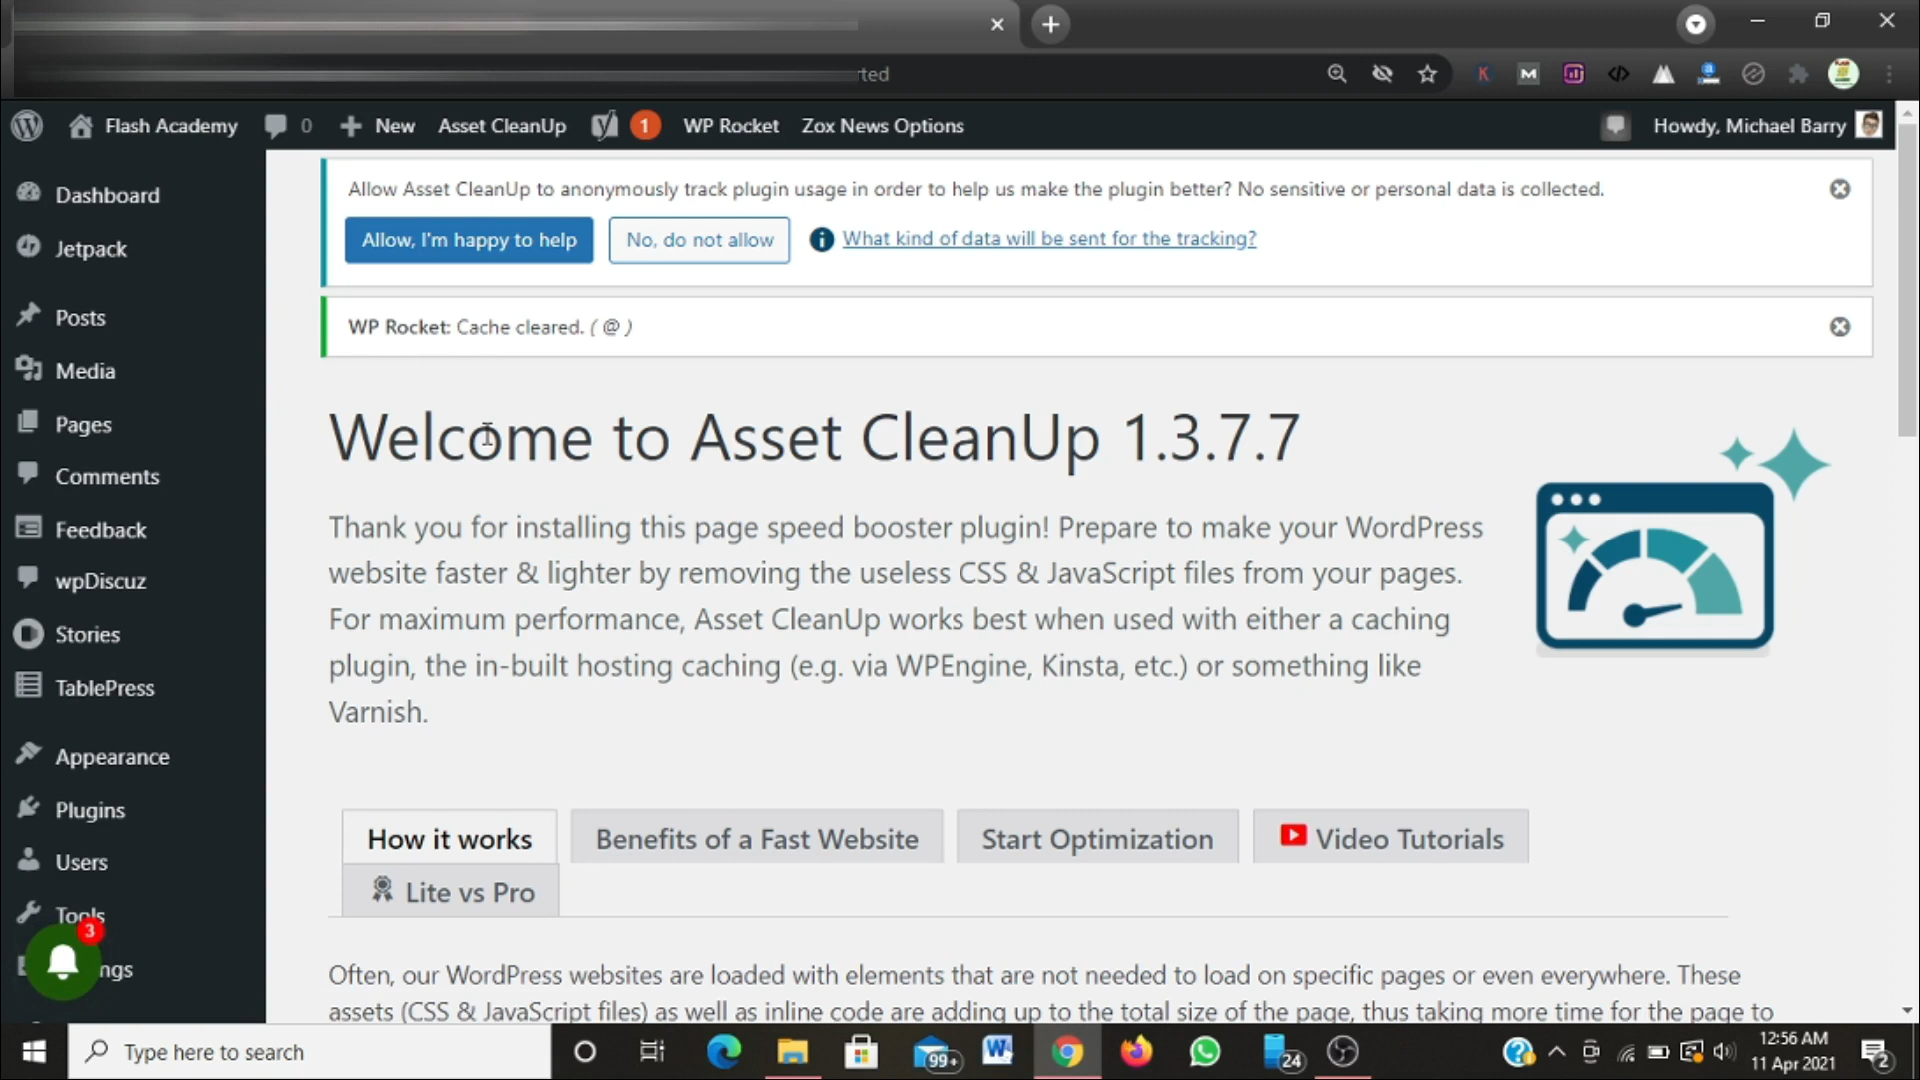 ted
Flash Academy 0 New Asset CleanUp 1 WP Rocket Zox News Options Howdy, Michael Barry
Dashboard
Jetpack
Posts
Media
Pages
Comments
Feedback
wpDiscuz
Stories
TablePress
Appearance
Plugins
Users
Tools
3
ngs
Allow Asset CleanUp to anonymously track plugin usage in order to help us make the plugin better? No sensitive or personal data is collected.
Allow, I'm happy to help No, do not allow What kind of data will be sent for the tracking?
WP Rocket: Cache cleared. ( @ )
Welcome to Asset CleanUp 1.3.7.7
Thank you for installing this page speed booster plugin! Prepare to make your WordPress
website faster & lighter by removing the useless CSS & JavaScript files from your pages.
For maximum performance, Asset CleanUp works best when used with either a caching
plugin, the in-built hosting caching (e.g. via WPEngine, Kinsta, etc.) or something like
Varnish.
How it works Benefits of a Fast Website Start Optimization Video Tutorials
Lite vs Pro
Often, our WordPress websites are loaded with elements that are not needed to load on specific pages or even everywhere. These
assets (CSS & JavaScript files) as well as inline code are adding up to the total size of the page, thus taking more time for the page to
Type here to search 99+ 24 12:56 AM
11 Apr 2021 2